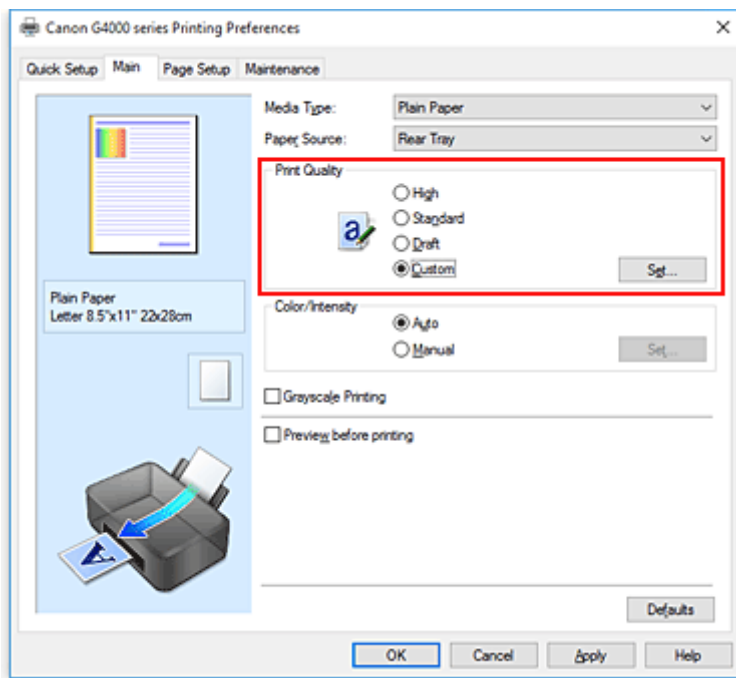 Canon G4000 series Printing Preferences
Quick Setup Main Page Setup Maintenance
Media Type: Plain Paper
Paper Source: Rear Tray
Print Quality
High
a Standard
Draft
Custom Set...
Plain Paper
Letter 8.5"x11" 22x28cm
Color/Intensity
Auto
Manual Set...
Grayscale Printing
Preview before printing
A
Defaults
OK Cancel Apply Help